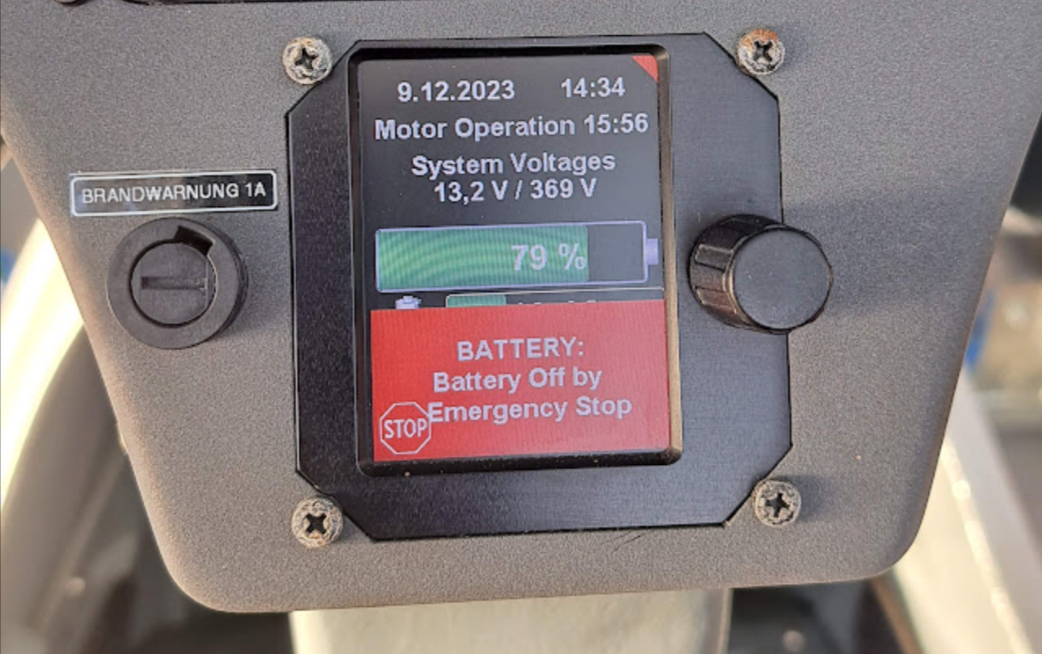 9.12.2023 14:34
Motor Operation 15:56
System Voltages
13,2 V / 369 V
BRANDWARNUNG 1A
79 %
BATTERY:
Battery Off by
Emergency Stop
STOP